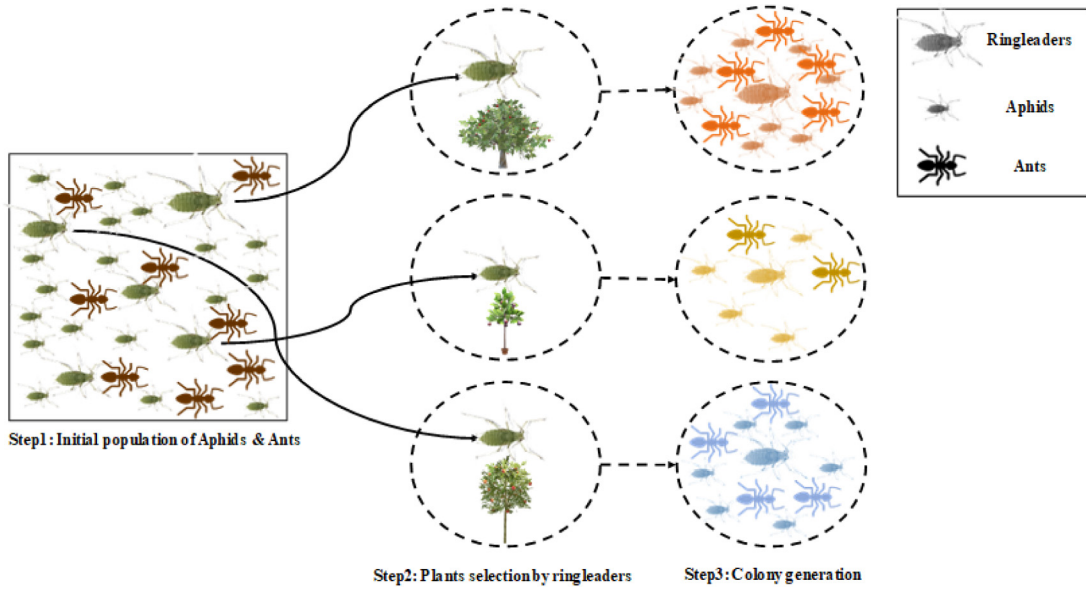 Ringleaders
Aphids
Ants
Step1: Initial population of Aphids & Ants
Step2: Plants selection by ringleaders
Step3: Colony generation